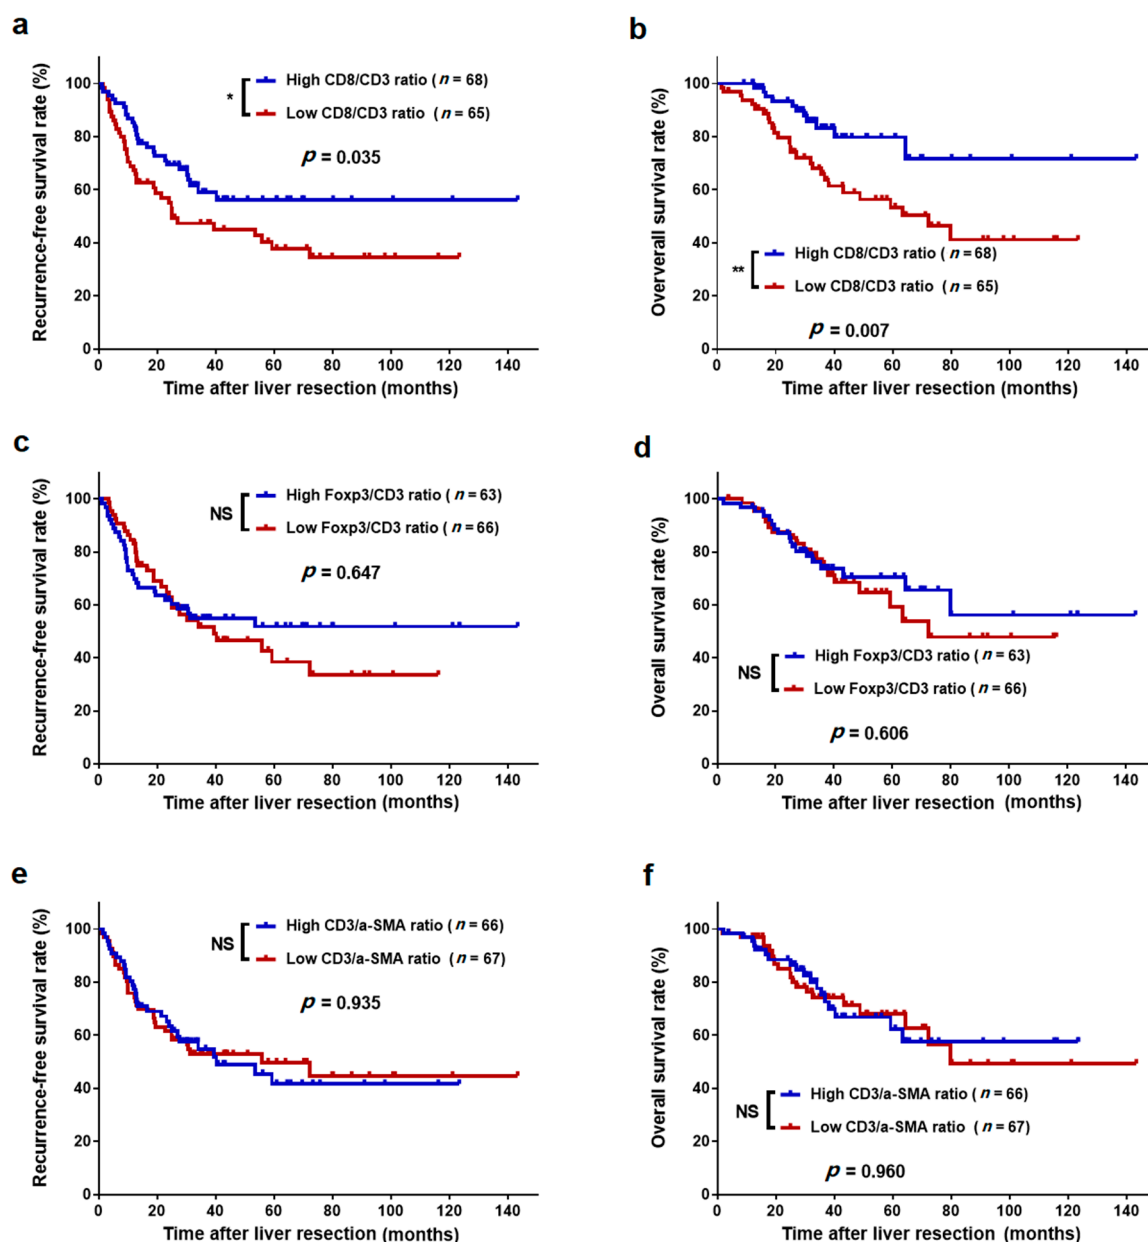 a
Recurrence-free survival rate (%)
100
80
60
40
20
0
High CD8/CD3 ratio ( n = 68)
*
Low CD8/CD3 ratio ( n = 65)
p = 0.035
0 20 40 60 80 100 120 140
Time after liver resection (months)
b
Ovverall survival rate (%)
100
80
60
40
20
0
High CD8/CD3 ratio ( n = 68)
**
Low CD8/CD3 ratio ( n = 65)
p = 0.007
0 20 40 60 80 100 120 140
Time after liver resection (months)
c
Recurrence-free survival rate (%)
100
80
60
40
20
0
High Foxp3/CD3 ratio ( n = 63)
NS
Low Foxp3/CD3 ratio ( n = 66)
p = 0.647
0 20 40 60 80 100 120 140
Time after liver resection (months)
d
Overall survival rate (%)
100
80
60
40
20
0
High Foxp3/CD3 ratio ( n = 63)
NS
Low Foxp3/CD3 ratio ( n = 66)
p = 0.606
0 20 40 60 80 100 120 140
Time after liver resection (months)
e
Recurrence-free survival rate (%)
100
80
60
40
20
0
High CD3/a-SMA ratio ( n = 66)
NS
Low CD3/a-SMA ratio ( n = 67)
p = 0.935
0 20 40 60 80 100 120 140
Time after liver resection (months)
f
Overall survival rate (%)
100
80
60
40
20
0
High CD3/a-SMA ratio ( n = 66)
NS
Low CD3/a-SMA ratio ( n = 67)
p = 0.960
0 20 40 60 80 100 120 140
Time after liver resection (months)